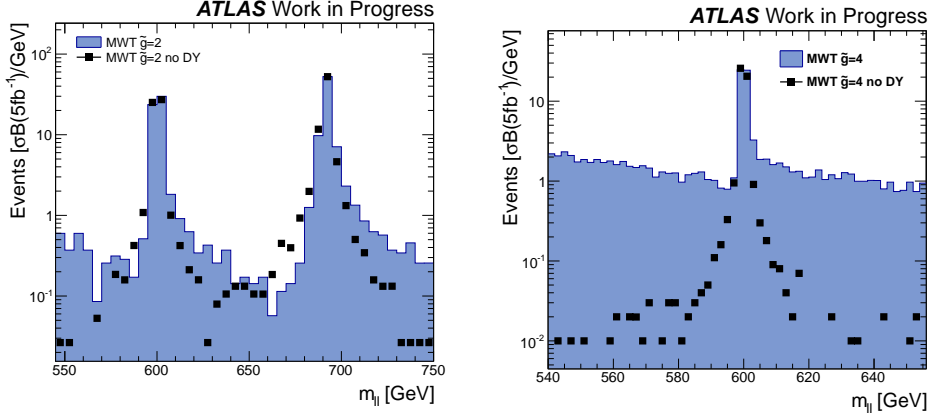 ATLAS Work in Progress
Events [σB(5fb⁻¹)/GeV]
10²
10
1
10⁻¹
MWT g̃=2
MWT g̃=2 no DY
550 600 650 700 750
m_ll [GeV]
ATLAS Work in Progress
Events [σB(5fb⁻¹)/GeV]
10
1
10⁻¹
10⁻²
MWT g̃=4
MWT g̃=4 no DY
540 560 580 600 620 640
m_ll [GeV]